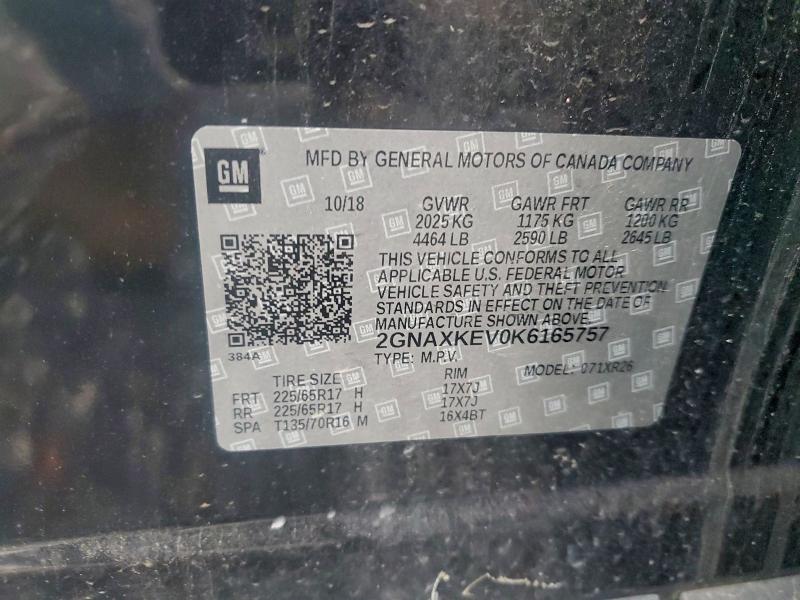 GM
MFD BY GENERAL MOTORS OF CANADA COMPANY
10/18 GVWR GAWR FRT GAWR RR
2025 KG 1175 KG 1200 KG
4464 LB 2590 LB 2645 LB
THIS VEHICLE CONFORMS TO ALL
APPLICABLE U.S. FEDERAL MOTOR
VEHICLE SAFETY AND THEFT PREVENTION
STANDARDS IN EFFECT ON THE DATE OF
MANUFACTURE SHOWN ABOVE.
2GNAXKEV0K6165757
384A TYPE: M.P.V. MODEL: 071XR26
TIRE SIZE RIM
FRT 225/65R17 H 17X7J
RR 225/65R17 H 17X7J
SPA T135/70R16 M 16X4BT